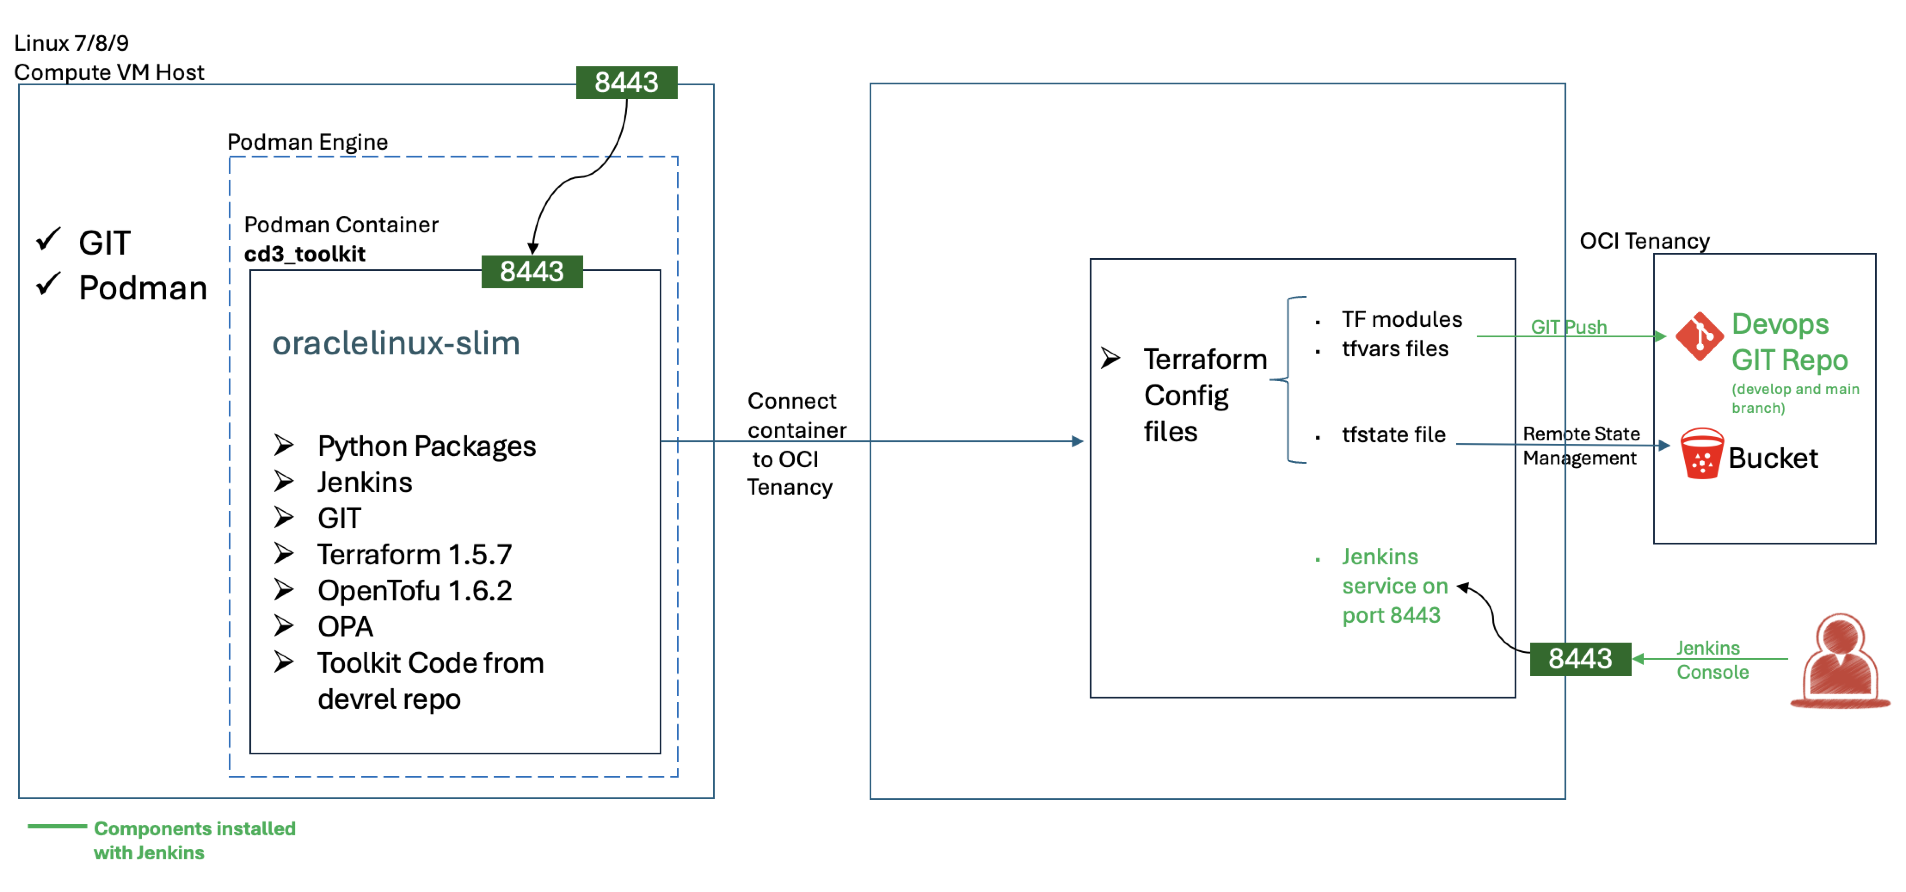 Linux 7/8/9
Compute VM Host
8443
Podman Engine
GIT
Podman
Podman Container
cd3_toolkit
8443
oraclelinux-slim
Python Packages
Jenkins
GIT
Terraform 1.5.7
OpenTofu 1.6.2
OPA
Toolkit Code from
devrel repo
Connect
container
to OCI
Tenancy
Terraform
Config
files
TF modules
tfvars files
tfstate file
Jenkins
service on
port 8443
GIT Push
Remote State
Management
OCI Tenancy
Devops
GIT Repo
(develop and main
branch)
Bucket
8443
Jenkins
Console
Components installed
with Jenkins